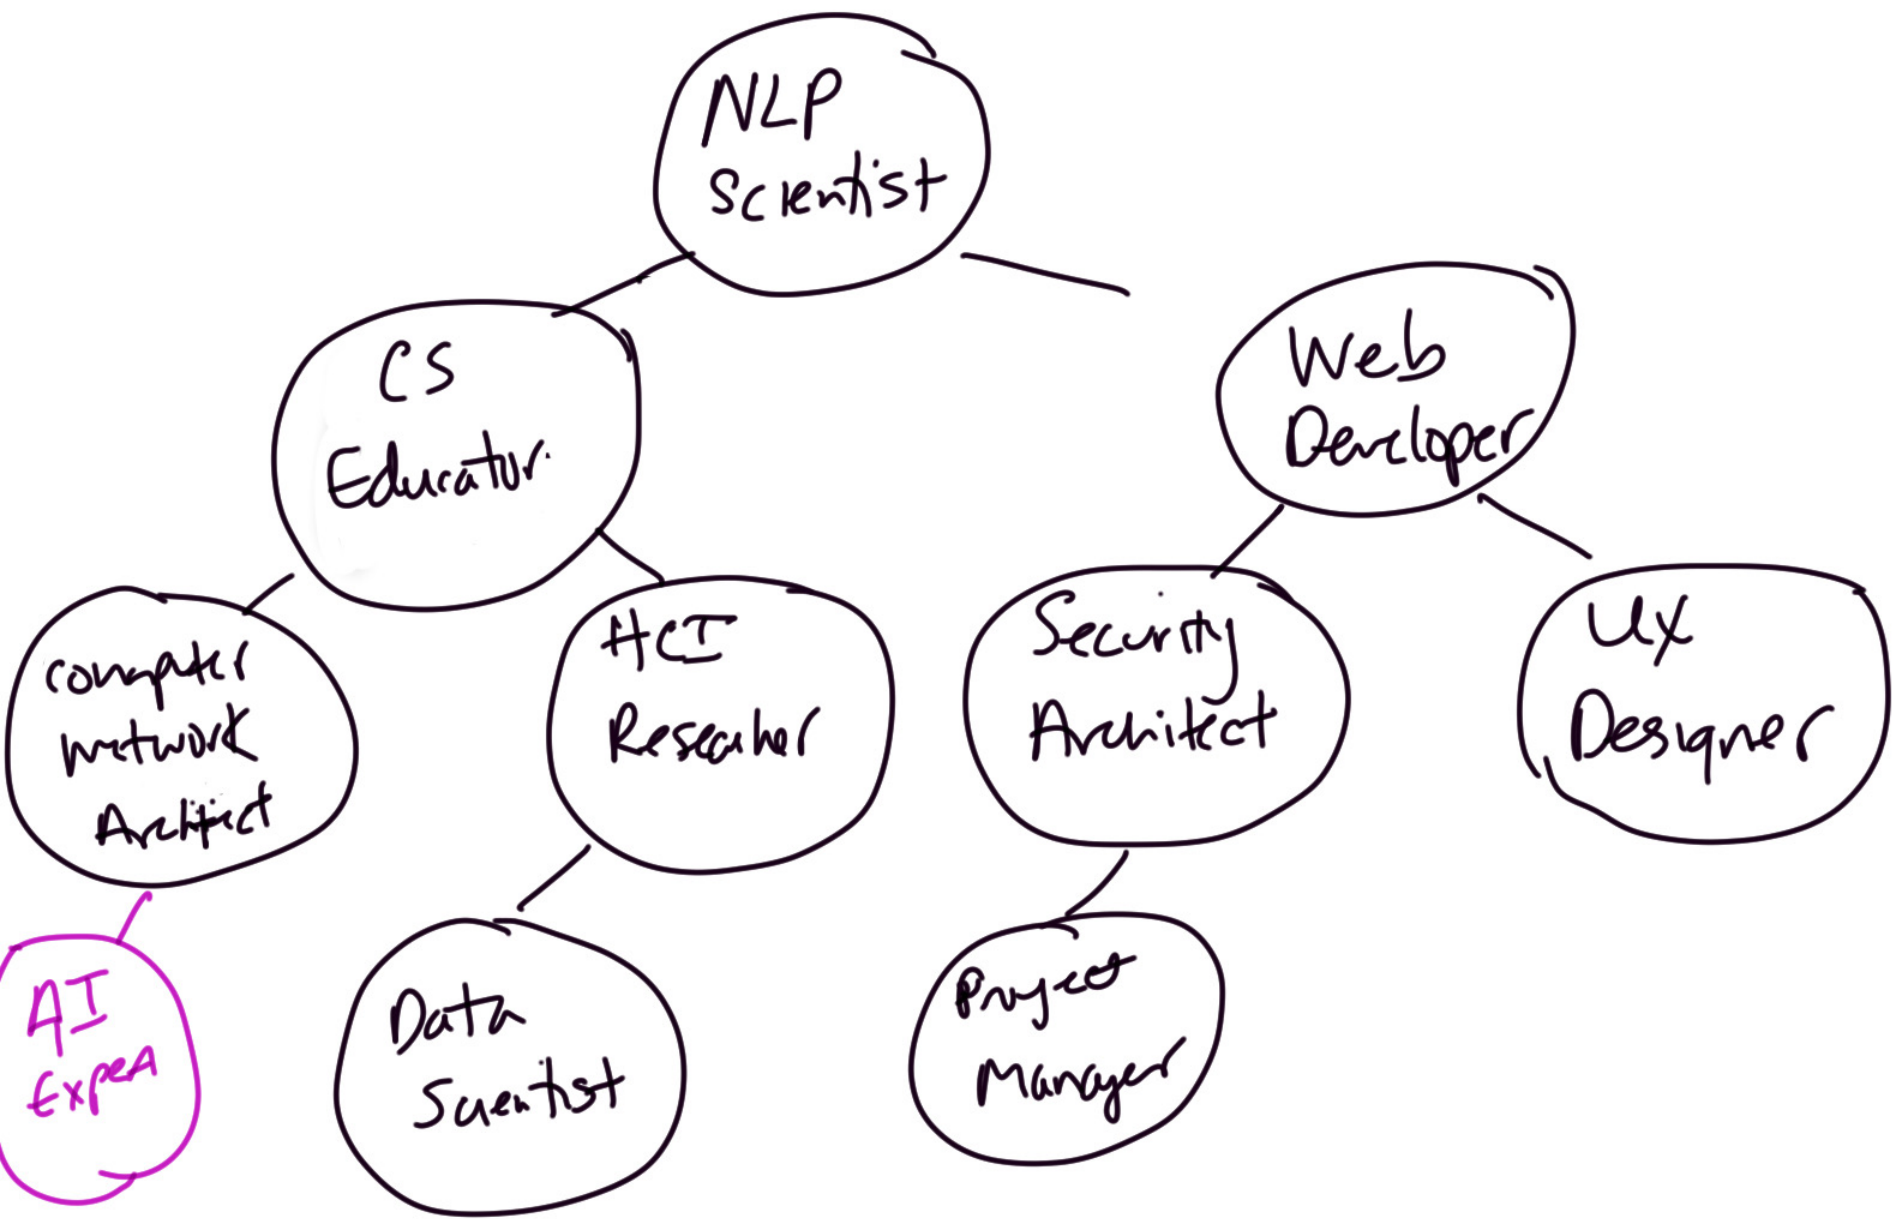 NLP
Scientist
CS
Educator
Web
Developer
computer
network
Architect
HCI
Researcher
Security
Architect
UX
Designer
AI
Expert
Data
Scientist
Project
Manager